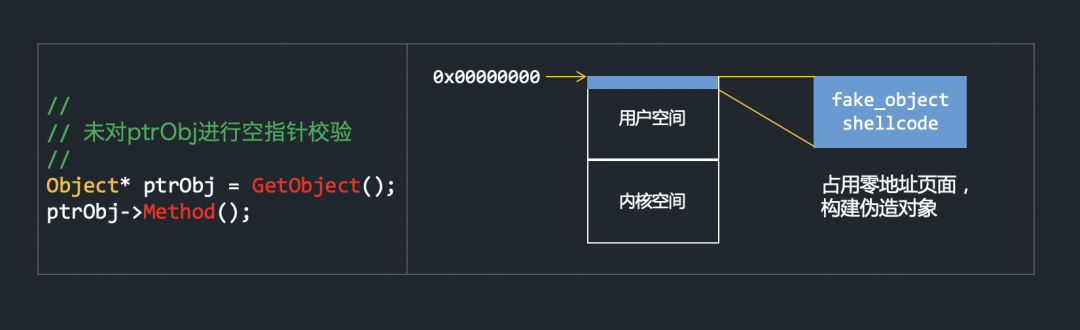 //
// 未对ptrObj进行空指针校验
//
Object* ptrObj = GetObject();
ptrObj->Method();
0x00000000
用户空间
内核空间
fake_object
shellcode
占用零地址页面，
构建伪造对象